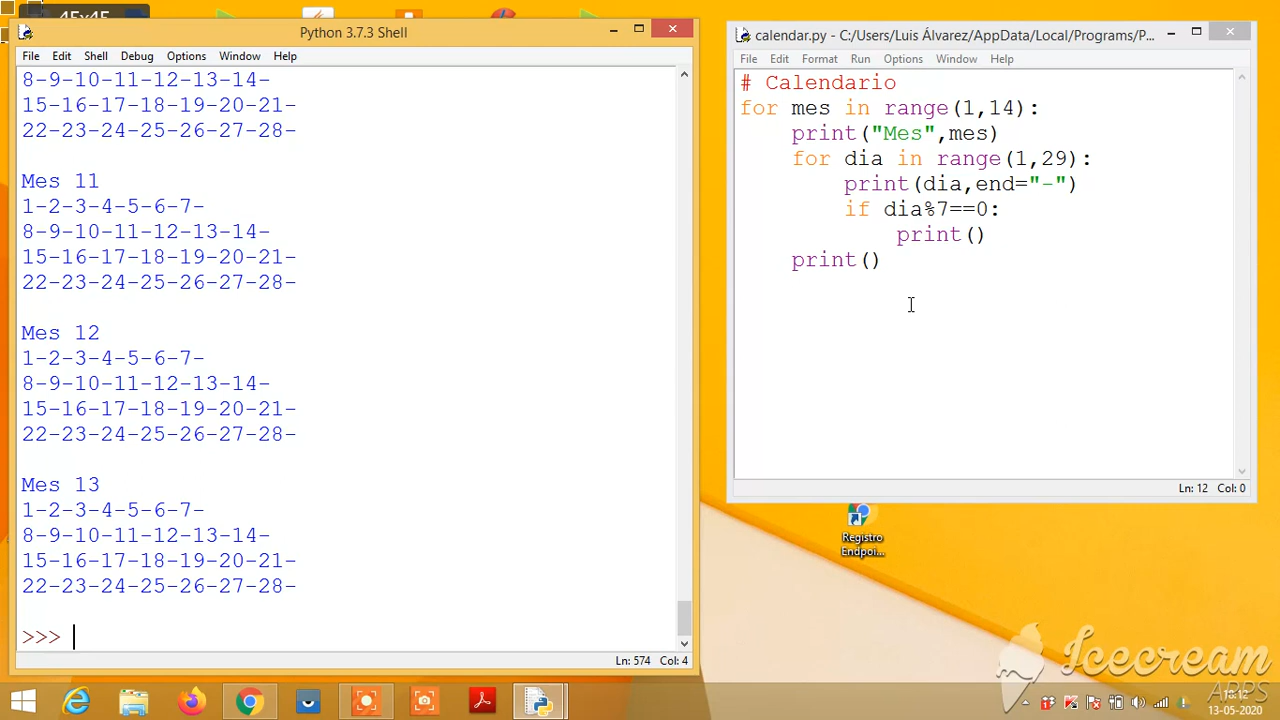 45x45
Python 3.7.3 Shell
File Edit Shell Debug Options Window Help
8-9-10-11-12-13-14-
15-16-17-18-19-20-21-
22-23-24-25-26-27-28-
Mes 11
1-2-3-4-5-6-7-
8-9-10-11-12-13-14-
15-16-17-18-19-20-21-
22-23-24-25-26-27-28-
Mes 12
1-2-3-4-5-6-7-
8-9-10-11-12-13-14-
15-16-17-18-19-20-21-
22-23-24-25-26-27-28-
Mes 13
1-2-3-4-5-6-7-
8-9-10-11-12-13-14-
15-16-17-18-19-20-21-
22-23-24-25-26-27-28-
>>>
Ln: 574 Col: 4
calendar.py - C:/Users/Luis Álvarez/AppData/Local/Programs/P...
File Edit Format Run Options Window Help
# Calendario
for mes in range(1,14):
    print("Mes",mes)
    for dia in range(1,29):
        print(dia,end="-")
        if dia%7==0:
            print()
    print()
Ln: 12 Col: 0
Registro
Endpoi...
Icecream
APPS
18:12
13-05-2020